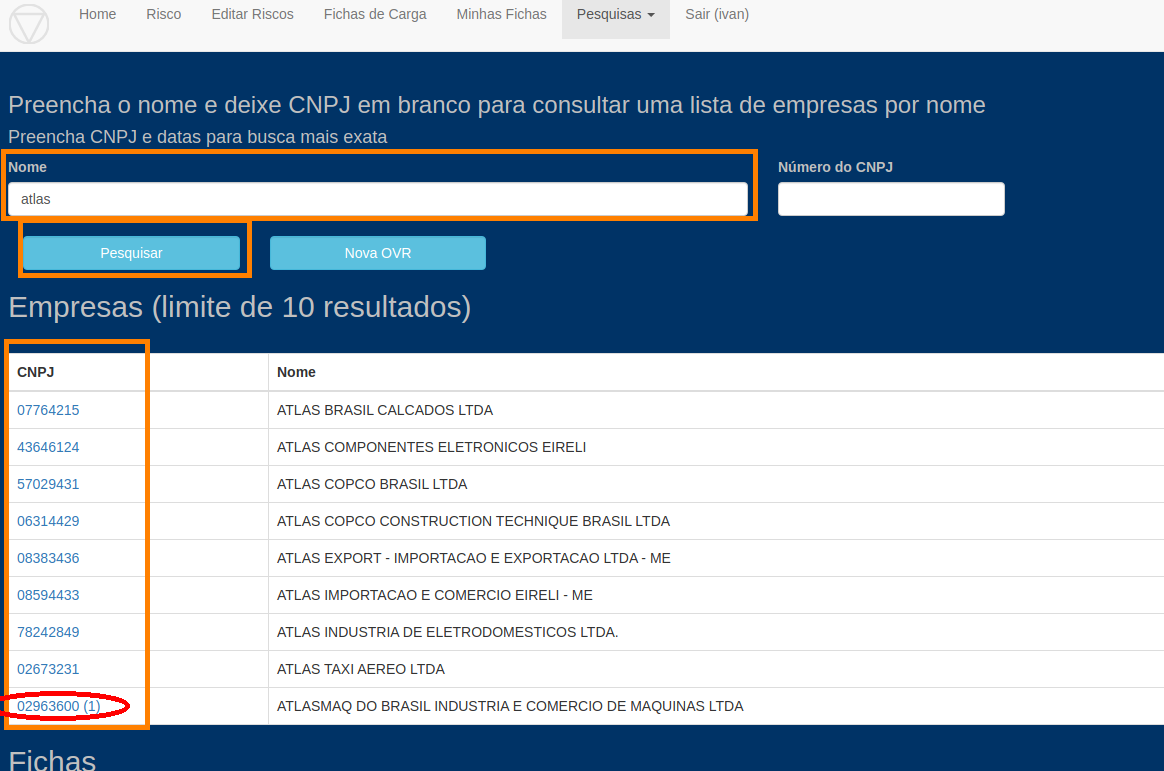 Home Risco Editar Riscos Fichas de Carga Minhas Fichas Pesquisas Sair (ivan)
Preencha o nome e deixe CNPJ em branco para consultar uma lista de empresas por nome
Preencha CNPJ e datas para busca mais exata
Nome Número do CNPJ
atlas
Pesquisar Nova OVR
Empresas (limite de 10 resultados)
CNPJ Nome
07764215 ATLAS BRASIL CALCADOS LTDA
43646124 ATLAS COMPONENTES ELETRONICOS EIRELI
57029431 ATLAS COPCO BRASIL LTDA
06314429 ATLAS COPCO CONSTRUCTION TECHNIQUE BRASIL LTDA
08383436 ATLAS EXPORT - IMPORTACAO E EXPORTACAO LTDA - ME
08594433 ATLAS IMPORTACAO E COMERCIO EIRELI - ME
78242849 ATLAS INDUSTRIA DE ELETRODOMESTICOS LTDA.
02673231 ATLAS TAXI AEREO LTDA
02963600 (1) ATLASMAQ DO BRASIL INDUSTRIA E COMERCIO DE MAQUINAS LTDA
Fichas